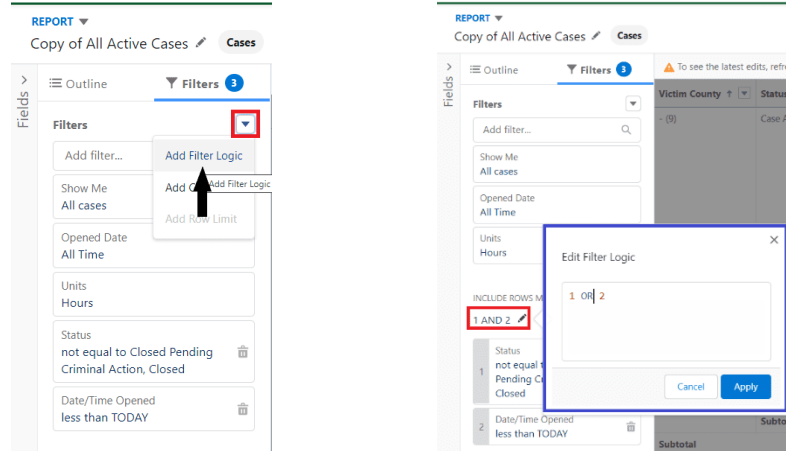 REPORT
Copy of All Active Cases
Cases
Fields
Outline
Filters 3
Filters
Add filter...
Add Filter Logic
Add Filter Logic
Add Row Limit
Show Me
All cases
Opened Date
All Time
Units
Hours
Status
not equal to Closed Pending
Criminal Action, Closed
Date/Time Opened
less than TODAY
REPORT
Copy of All Active Cases
Cases
Fields
Outline
Filters 3
To see the latest edits, refre
Filters
Add filter...
Victim County
Status
- (9)
Case A
Show Me
All cases
Opened Date
All Time
Units
Hours
INCLUDE ROWS M
1 AND 2
Edit Filter Logic
1 OR 2
Cancel
Apply
1
Status
not equal t
Pending Cr
Closed
2
Date/Time Opened
less than TODAY
Subto
Subtotal